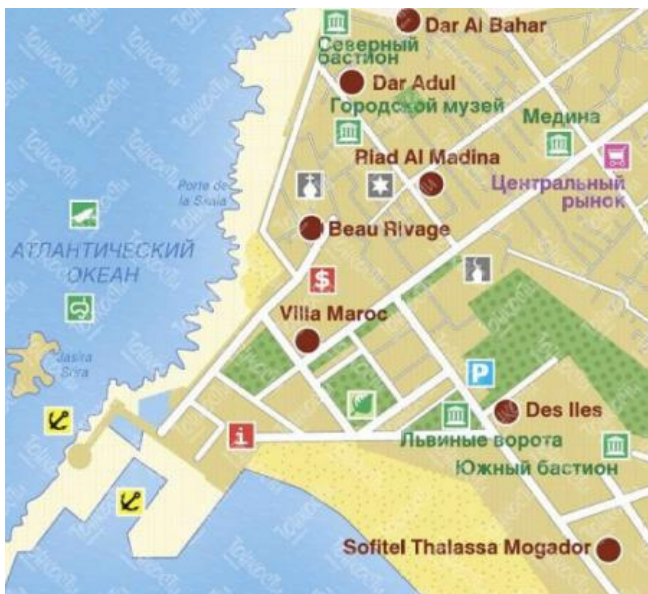 Dar Al Bahar
Северный
бастион
Dar Adul
Городской музей
Медина
Riad Al Madina
Porte de
la Skala
Центральный
рынок
Beau Rivage
АТЛАНТИЧЕСКИЙ
ОКЕАН
$
Villa Maroc
Jasira
Srira
P
Des Iles
i
Львиные ворота
Южный бастион
Sofitel Thalassa Mogador